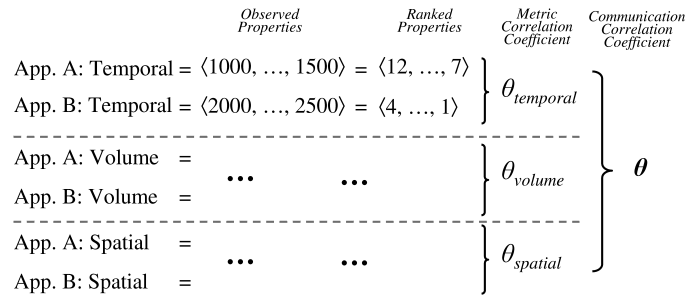 Observed Properties
Ranked Properties
Metric Correlation Coefficient
Communication Correlation Coefficient
App. A: Temporal = ⟨1000, ..., 1500⟩ = ⟨12, ..., 7⟩
App. B: Temporal = ⟨2000, ..., 2500⟩ = ⟨4, ..., 1⟩
θtemporal
App. A: Volume =
App. B: Volume =
... ...
θvolume
θ
App. A: Spatial =
App. B: Spatial =
... ...
θspatial